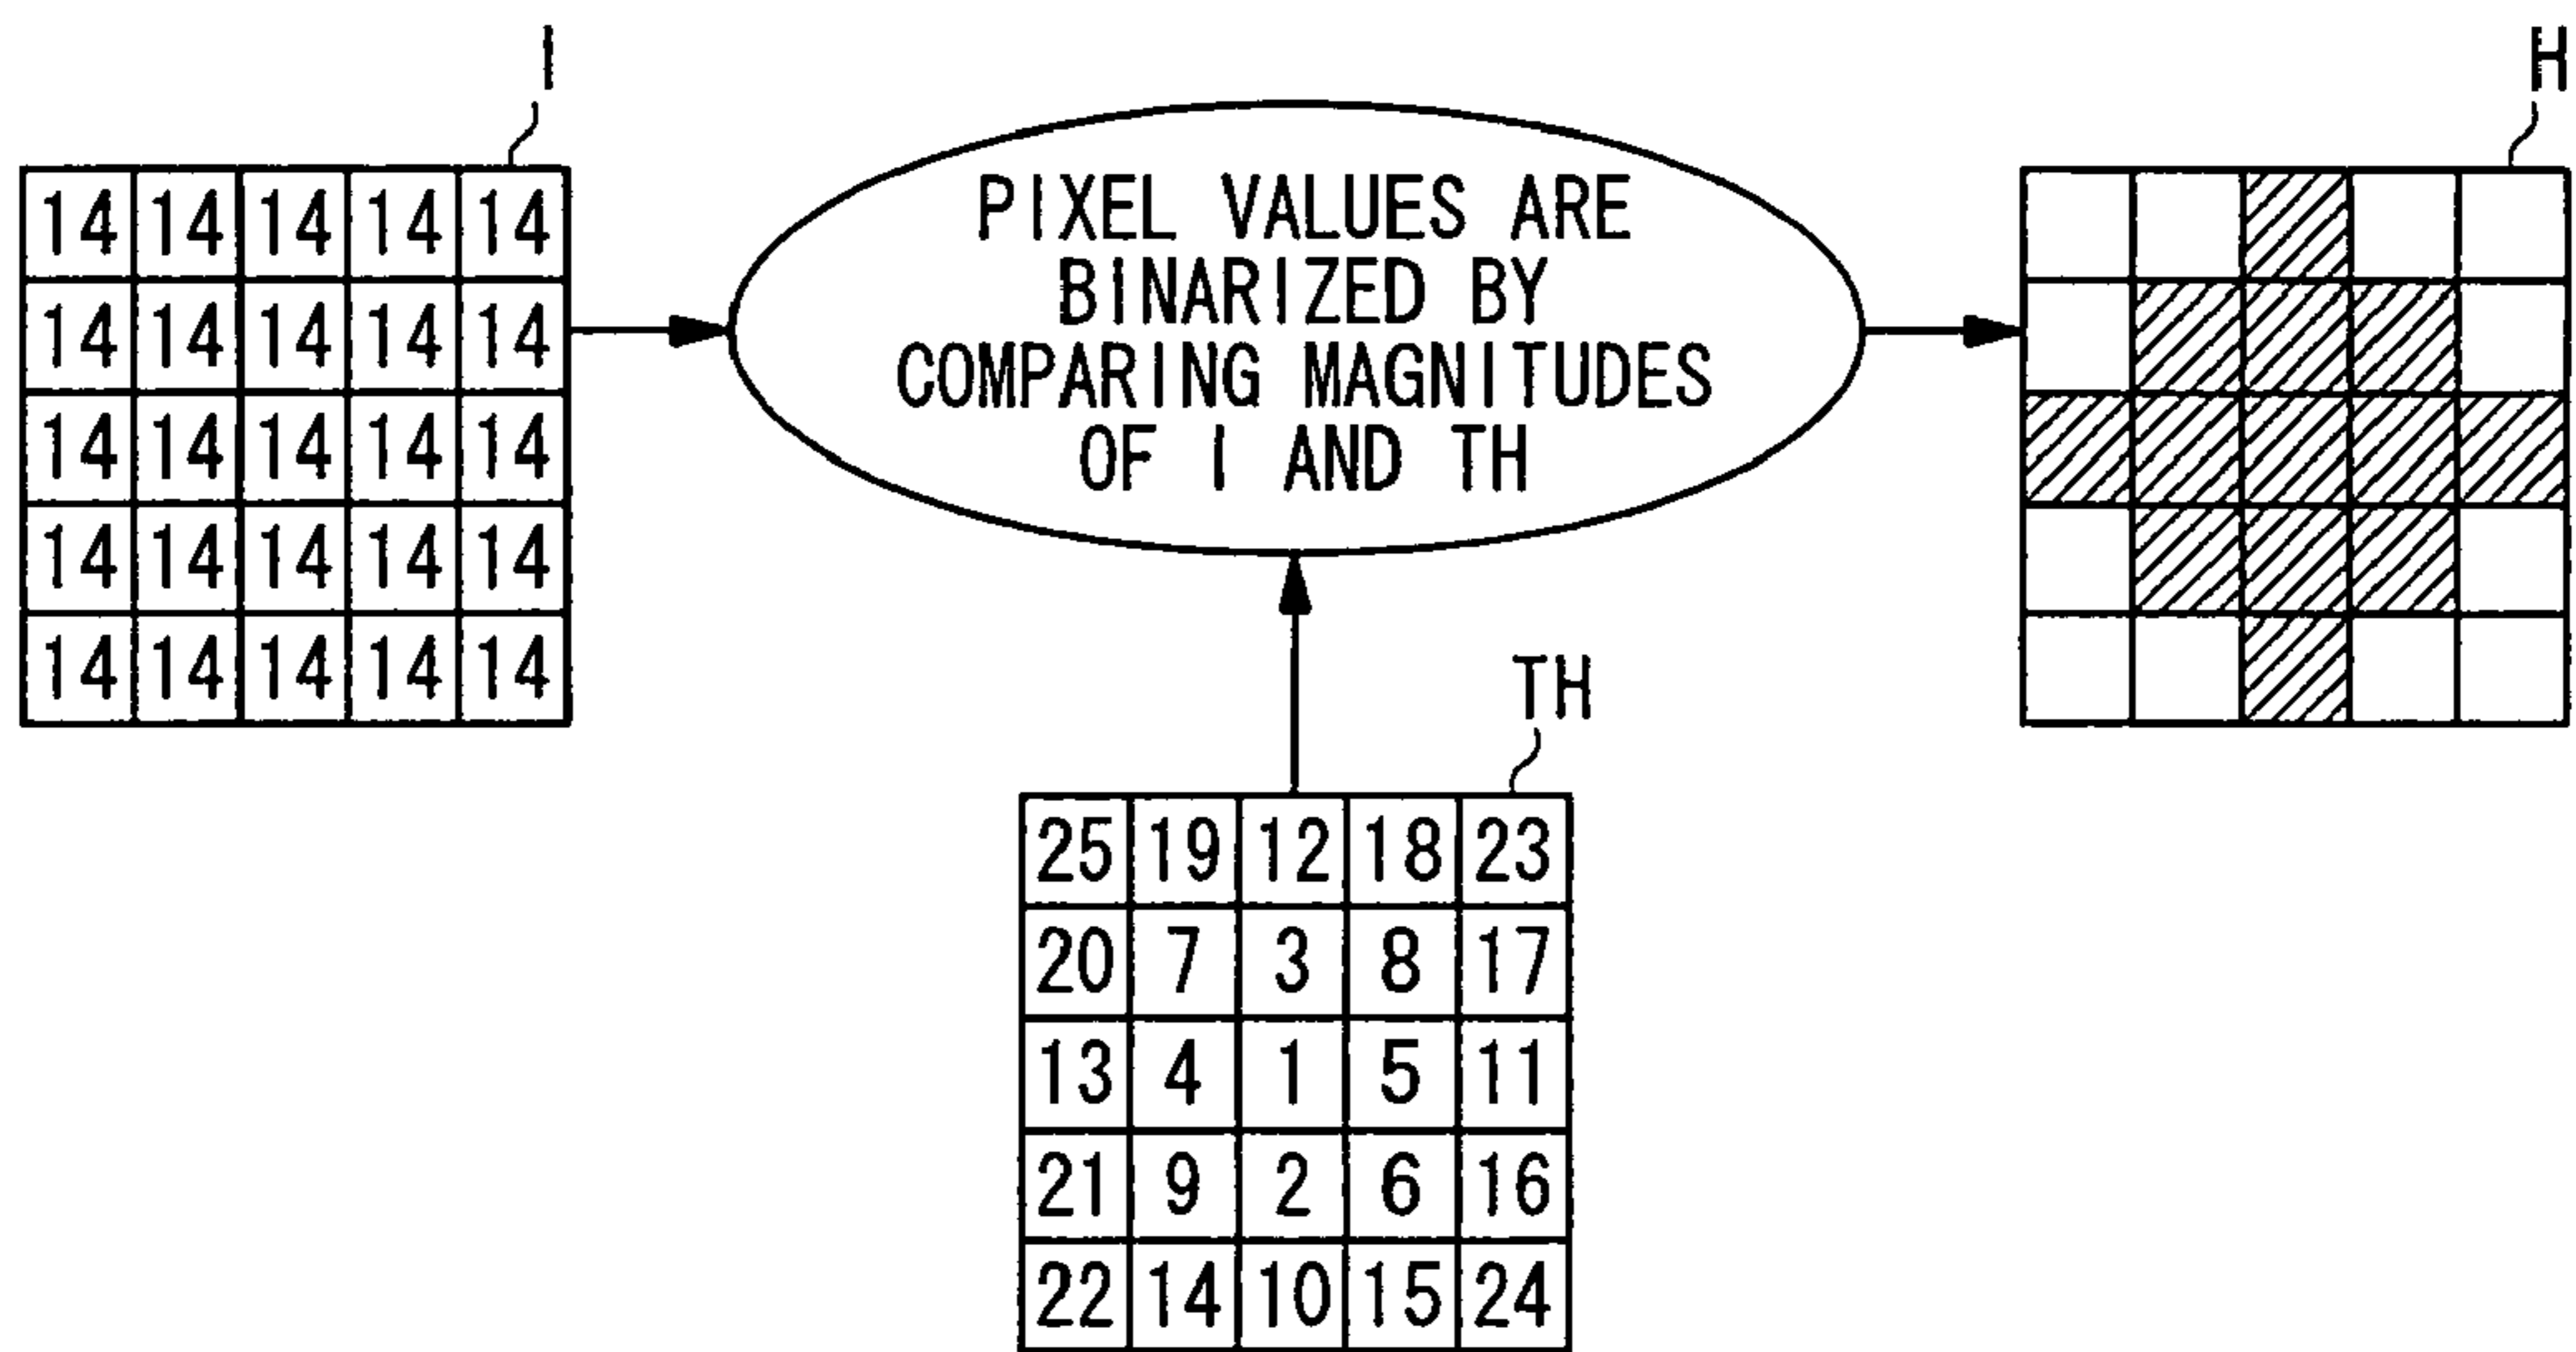 I
14 14 14 14 14
14 14 14 14 14
14 14 14 14 14
14 14 14 14 14
14 14 14 14 14
PIXEL VALUES ARE
BINARIZED BY
COMPARING MAGNITUDES
OF I AND TH
H
TH
25 19 12 18 23
20 7 3 8 17
13 4 1 5 11
21 9 2 6 16
22 14 10 15 24